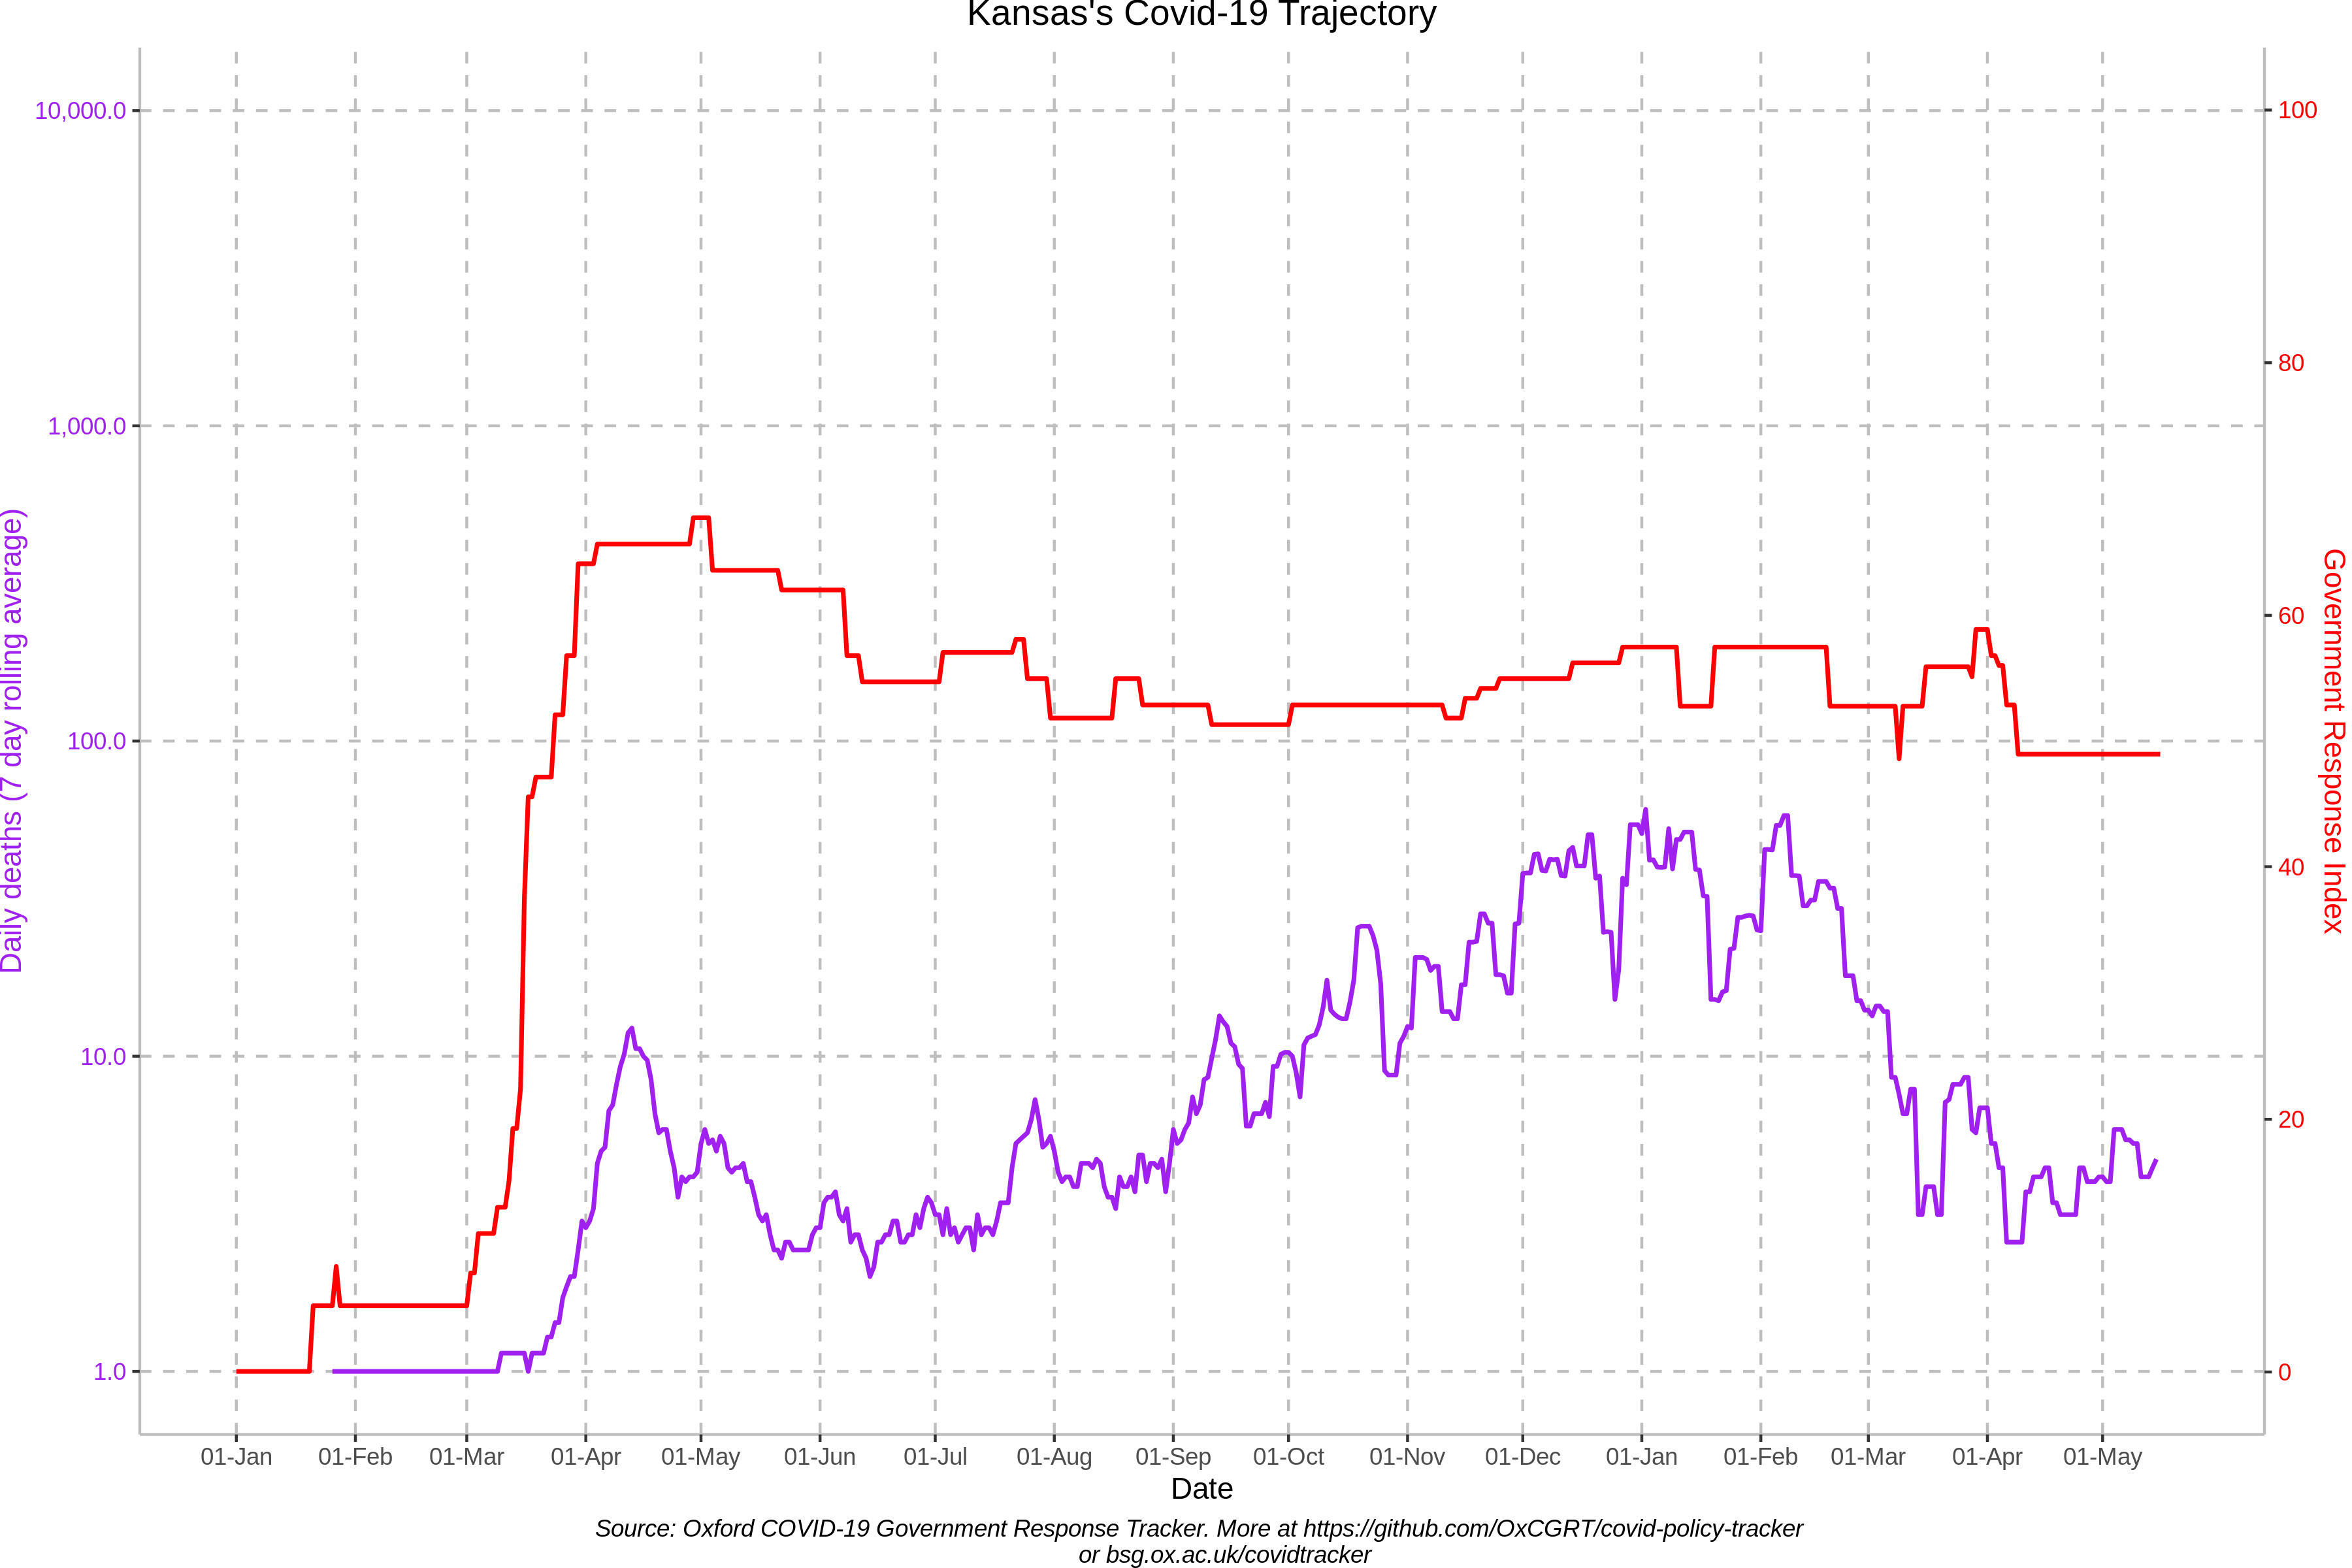 Kansas's Covid-19 Trajectory
10,000.0
1,000.0
100.0
10.0
1.0
Daily deaths (7 day rolling average)
100
80
60
40
20
0
Government Response Index
01-Jan 01-Feb 01-Mar 01-Apr 01-May 01-Jun 01-Jul 01-Aug 01-Sep 01-Oct 01-Nov 01-Dec 01-Jan 01-Feb 01-Mar 01-Apr 01-May
Date
Source: Oxford COVID-19 Government Response Tracker. More at https://github.com/OxCGRT/covid-policy-tracker
or bsg.ox.ac.uk/covidtracker